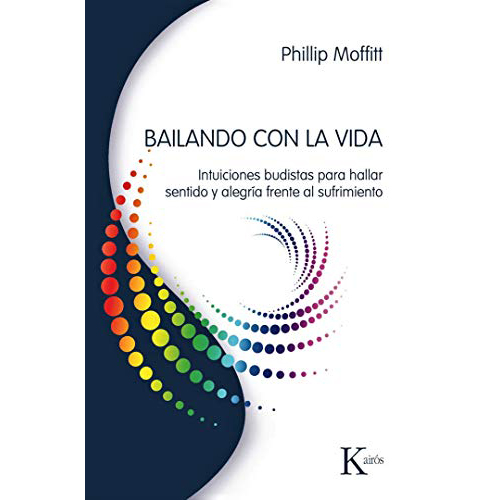 Phillip Moffitt
BAILANDO CON LA VIDA
Intuiciones budistas para hallar
sentido y alegría frente al sufrimiento
Kairós